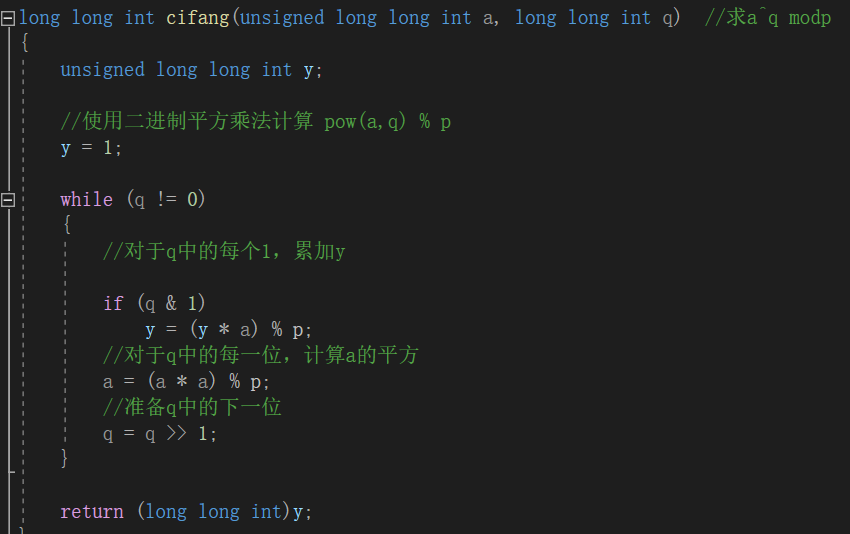 long long int cifang(unsigned long long int a, long long int q)  //求a^q modp
{
    unsigned long long int y;

    //使用二进制平方乘法计算 pow(a,q) % p
    y = 1;

    while (q != 0)
    {
        //对于q中的每个1，累加y

        if (q & 1)
            y = (y * a) % p;
        //对于q中的每一位，计算a的平方
        a = (a * a) % p;
        //准备q中的下一位
        q = q >> 1;
    }

    return (long long int)y;
}